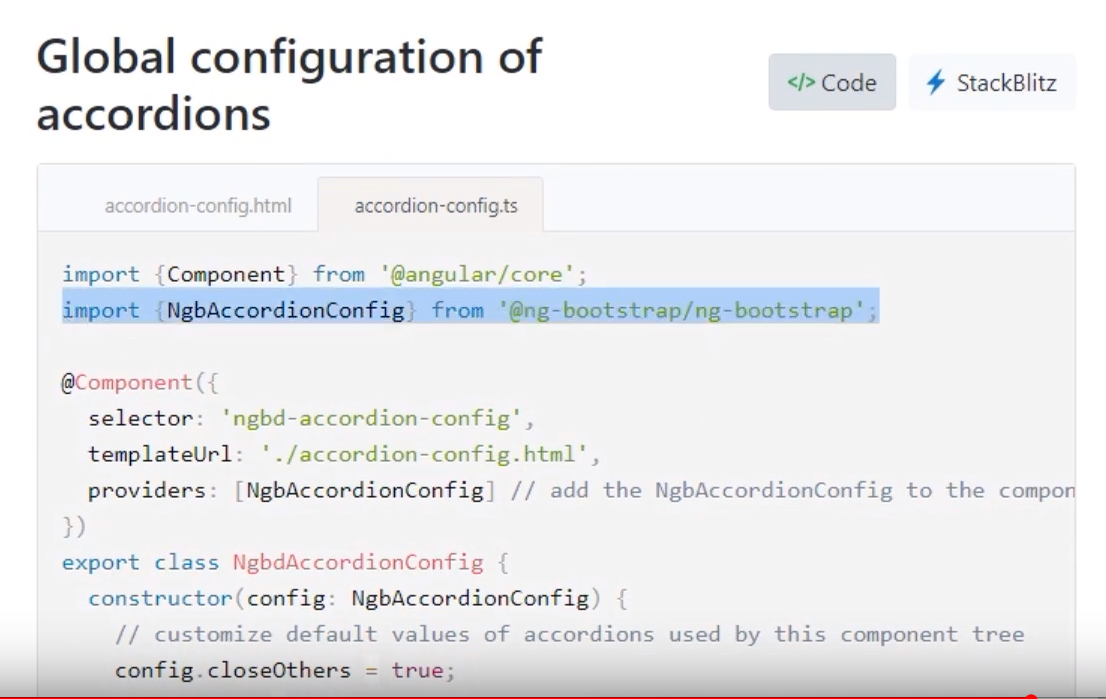 Global configuration of
accordions
</> Code
StackBlitz
accordion-config.html
accordion-config.ts
import {Component} from '@angular/core';
import {NgbAccordionConfig} from '@ng-bootstrap/ng-bootstrap';
@Component({
selector: 'ngbd-accordion-config',
templateUrl: './accordion-config.html',
providers: [NgbAccordionConfig] // add the NgbAccordionConfig to the compon
})
export class NgbdAccordionConfig {
constructor(config: NgbAccordionConfig) {
// customize default values of accordions used by this component tree
config.closeOthers = true;